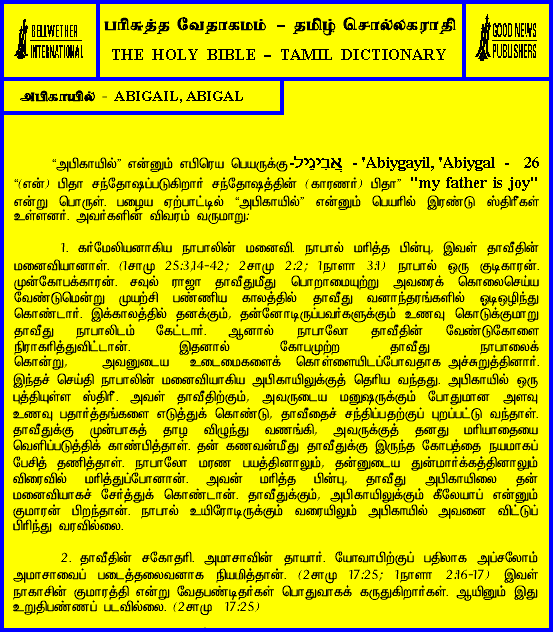 BELLWETHER
INTERNATIONAL
பரிசுத்த வேதாகமம் – தமிழ் சொல்லகராதி
THE HOLY BIBLE – TAMIL DICTIONARY
GOOD NEWS
PUBLISHERS
அபிகாயில் - ABIGAIL, ABIGAL
“அபிகாயில்” என்னும் எபிரெய பெயருக்கு-אֲבִיגַיִל - 'Abiygayil, 'Abiygal - 26
“(என்) பிதா சந்தோஷப்படுகிறார் சந்தோஷத்தின் (காரணர்) பிதா” "my father is joy"
என்று பொருள். பழைய ஏற்பாட்டில் “அபிகாயில்” என்னும் பெயரில் இரண்டு ஸ்திரீகள்
உள்ளனர். அவர்களின் விவரம் வருமாறு:
1. கர்மேலியனாகிய நாபாலின் மனைவி. நாபால் மரித்த பின்பு, இவள் தாவீதின்
மனைவியானாள். (1சாமு 25:3,14-42; 2சாமு 2:2; 1நாளா 3:1) நாபால் ஒரு குடிகாரன்.
முன்கோபக்காரன். சவுல் ராஜா தாவீதுமீது பொறாமையுற்று அவரைக் கொலைசெய்ய
வேண்டுமென்று முயற்சி பண்ணிய காலத்தில் தாவீது வனாந்தரங்களில் ஓடிஒழிந்து
கொண்டார். இக்காலத்தில் தனக்கும், தன்னோடிருப்பவர்களுக்கும் உணவு கொடுக்குமாறு
தாவீது நாபாலிடம் கேட்டார். ஆனால் நாபாலோ தாவீதின் வேண்டுகோளை
நிராகரித்துவிட்டான். இதனால் கோபமுற்ற தாவீது நாபாலைக்
கொன்று, அவனுடைய உடைமைகளைக் கொள்ளையிடப்போவதாக அச்சுறுத்தினார்.
இந்தச் செய்தி நாபாலின் மனைவியாகிய அபிகாயிலுக்குத் தெரிய வந்தது. அபிகாயில் ஒரு
புத்தியுள்ள ஸ்திரீ. அவள் தாவீதிற்கும், அவருடைய மனுஷருக்கும் போதுமான அளவு
உணவு பதார்த்தங்களை எடுத்துக் கொண்டு, தாவீதைச் சந்திப்பதற்குப் புறப்பட்டு வந்தாள்.
தாவீதுக்கு முன்பாகத் தாழ விழுந்து வணங்கி, அவருக்குத் தனது மரியாதையை
வெளிப்படுத்திக் காண்பித்தாள். தன் கணவன்மீது தாவீதுக்கு இருந்த கோபத்தை நயமாகப்
பேசித் தணித்தாள். நாபாலோ மரண பயத்தினாலும், தன்னுடைய துன்மார்க்கத்தினாலும்
விரைவில் மரித்துப்போனான். அவன் மரித்த பின்பு, தாவீது அபிகாயிலை தன்
மனைவியாகச் சேர்த்துக் கொண்டான். தாவீதுக்கும், அபிகாயிலுக்கும் கீலேயாப் என்னும்
குமாரன் பிறந்தான். நாபால் உயிரோடிருக்கும் வரையிலும் அபிகாயில் அவனை விட்டுப்
பிரிந்து வரவில்லை.
2. தாவீதின் சகோதரி. அமாசாவின் தாயார். யோவாபிற்குப் பதிலாக அப்சலோம்
அமாசாவைப் படைத்தலைவனாக நியமித்தான். (2சாமு 17:25; 1நாளா 2:16-17) இவள்
நாகாசின் குமாரத்தி என்று வேதபண்டிதர்கள் பொதுவாகக் கருதுகிறார்கள். ஆயினும் இது
உறுதிபண்ணப் படவில்லை. (2சாமு 17:25)